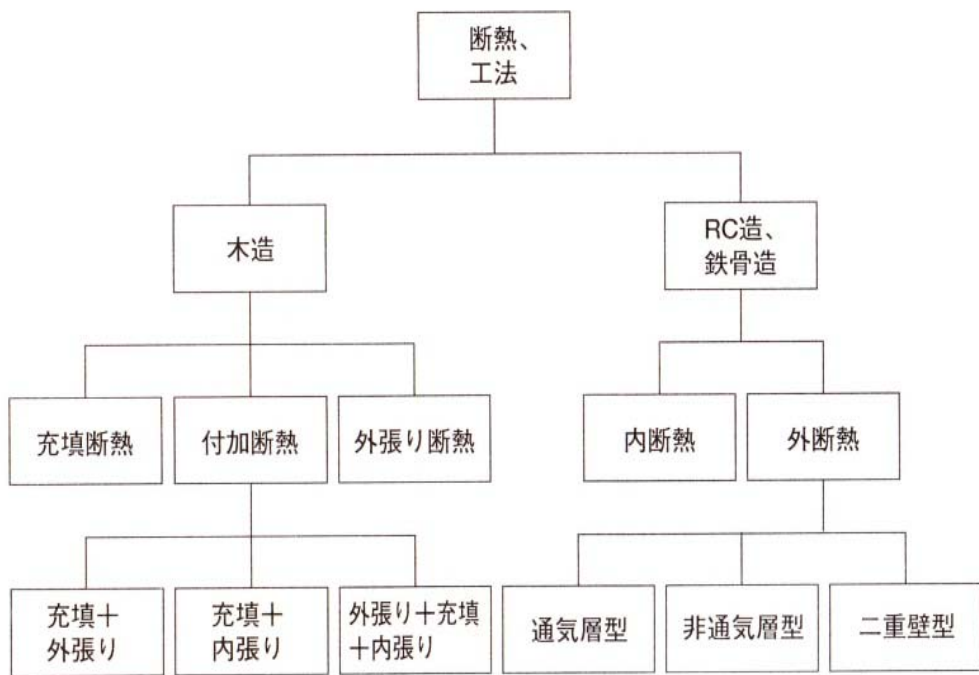 断熱、
工法
木造
RC造、
鉄骨造
充填断熱
付加断熱
外張り断熱
内断熱
外断熱
充填＋
外張り
充填＋
内張り
外張り＋充填
＋内張り
通気層型
非通気層型
二重壁型